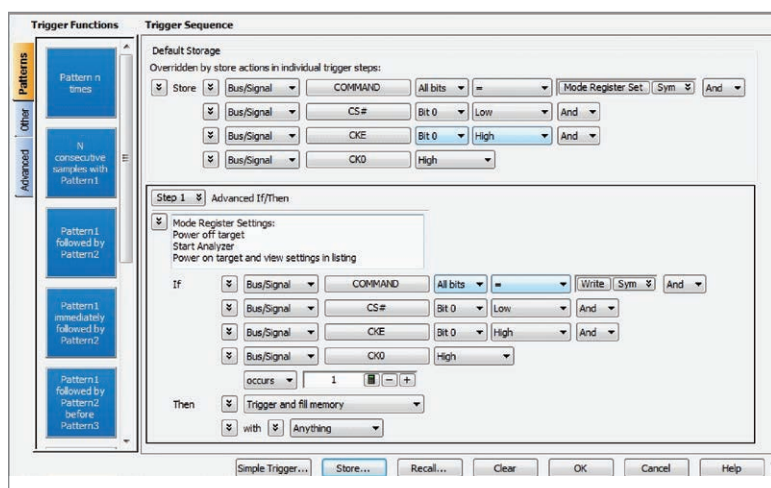 Trigger Functions
Trigger Sequence
Patterns
Other
Advanced
Pattern n
times
N
consecutive
samples with
Pattern1
Pattern1
followed by
Pattern2
Pattern1
immediately
followed by
Pattern2
Pattern1
followed by
Pattern2
before
Pattern3
Default Storage
Overridden by store actions in individual trigger steps:
Store Bus/Signal COMMAND All bits = Mode Register Set Sym And
Bus/Signal CS# Bit 0 Low And
Bus/Signal CKE Bit 0 High And
Bus/Signal CK0 High
Step 1 Advanced If/Then
Mode Register Settings:
Power off target
Start Analyzer
Power on target and view settings in listing
If Bus/Signal COMMAND All bits = Write Sym And
Bus/Signal CS# Bit 0 Low And
Bus/Signal CKE Bit 0 High And
Bus/Signal CK0 High
occurs 1 − +
Then Trigger and fill memory
with Anything
Simple Trigger... Store... Recall... Clear OK Cancel Help